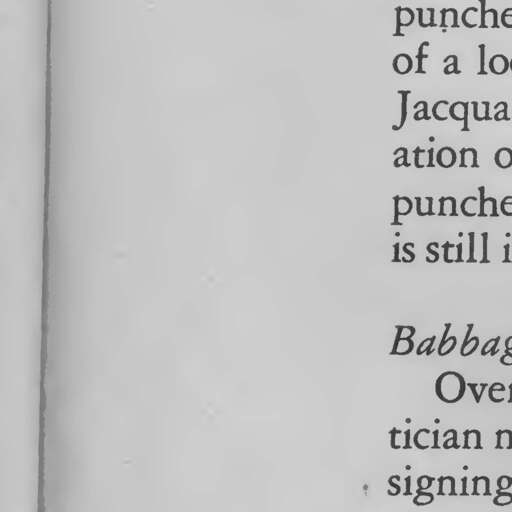 punche
of a lo
Jacqua
ation o
punche
is still i
Babbag
Over
tician n
signing